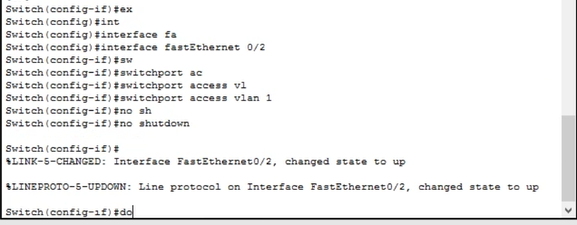 Switch(config-if)#ex
Switch(config)#int
Switch(config)#interface fa
Switch(config)#interface fastEthernet 0/2
Switch(config-if)#sw
Switch(config-if)#switchport ac
Switch(config-if)#switchport access vl
Switch(config-if)#switchport access vlan 1
Switch(config-if)#no sh
Switch(config-if)#no shutdown
Switch(config-if)#
%LINK-5-CHANGED: Interface FastEthernet0/2, changed state to up
%LINEPROTO-5-UPDOWN: Line protocol on Interface FastEthernet0/2, changed state to up
Switch(config-if)#do